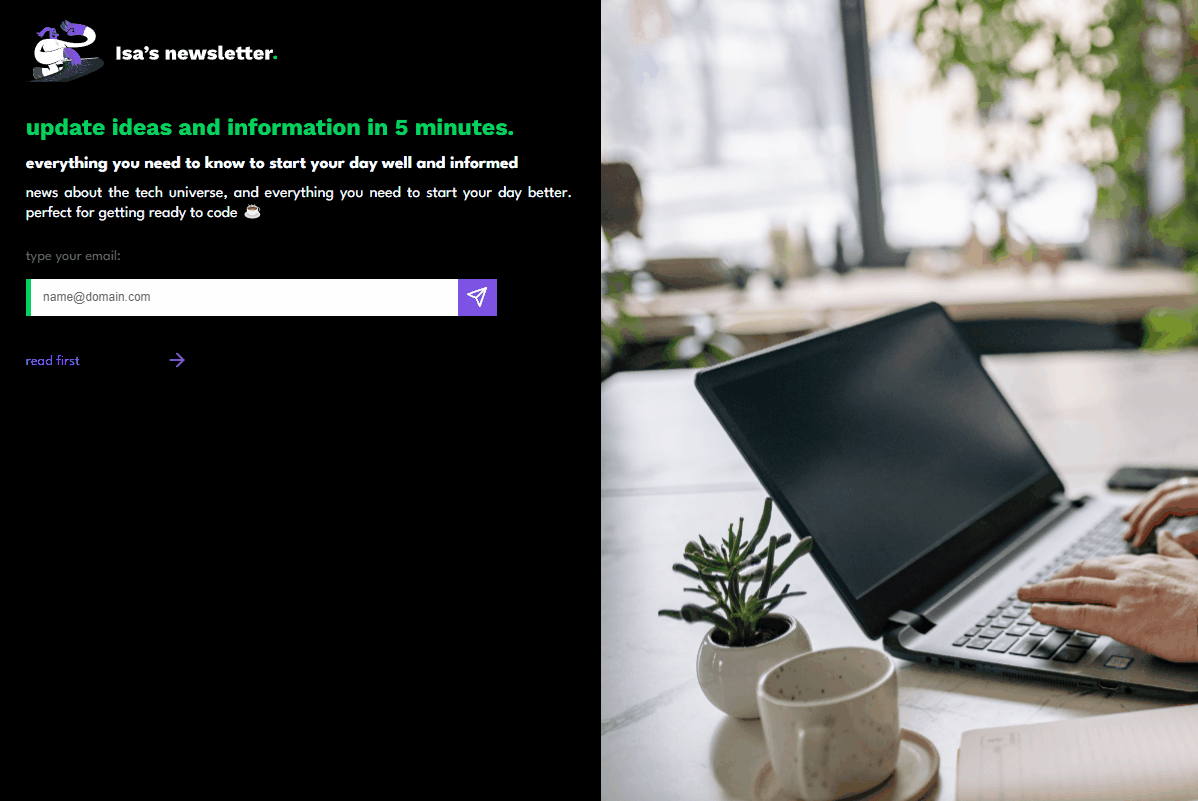 Isa’s newsletter.
update ideas and information in 5 minutes.
everything you need to know to start your day well and informed
news about the tech universe, and everything you need to start your day better.
perfect for getting ready to code ☕
type your email:
name@domain.com
read first